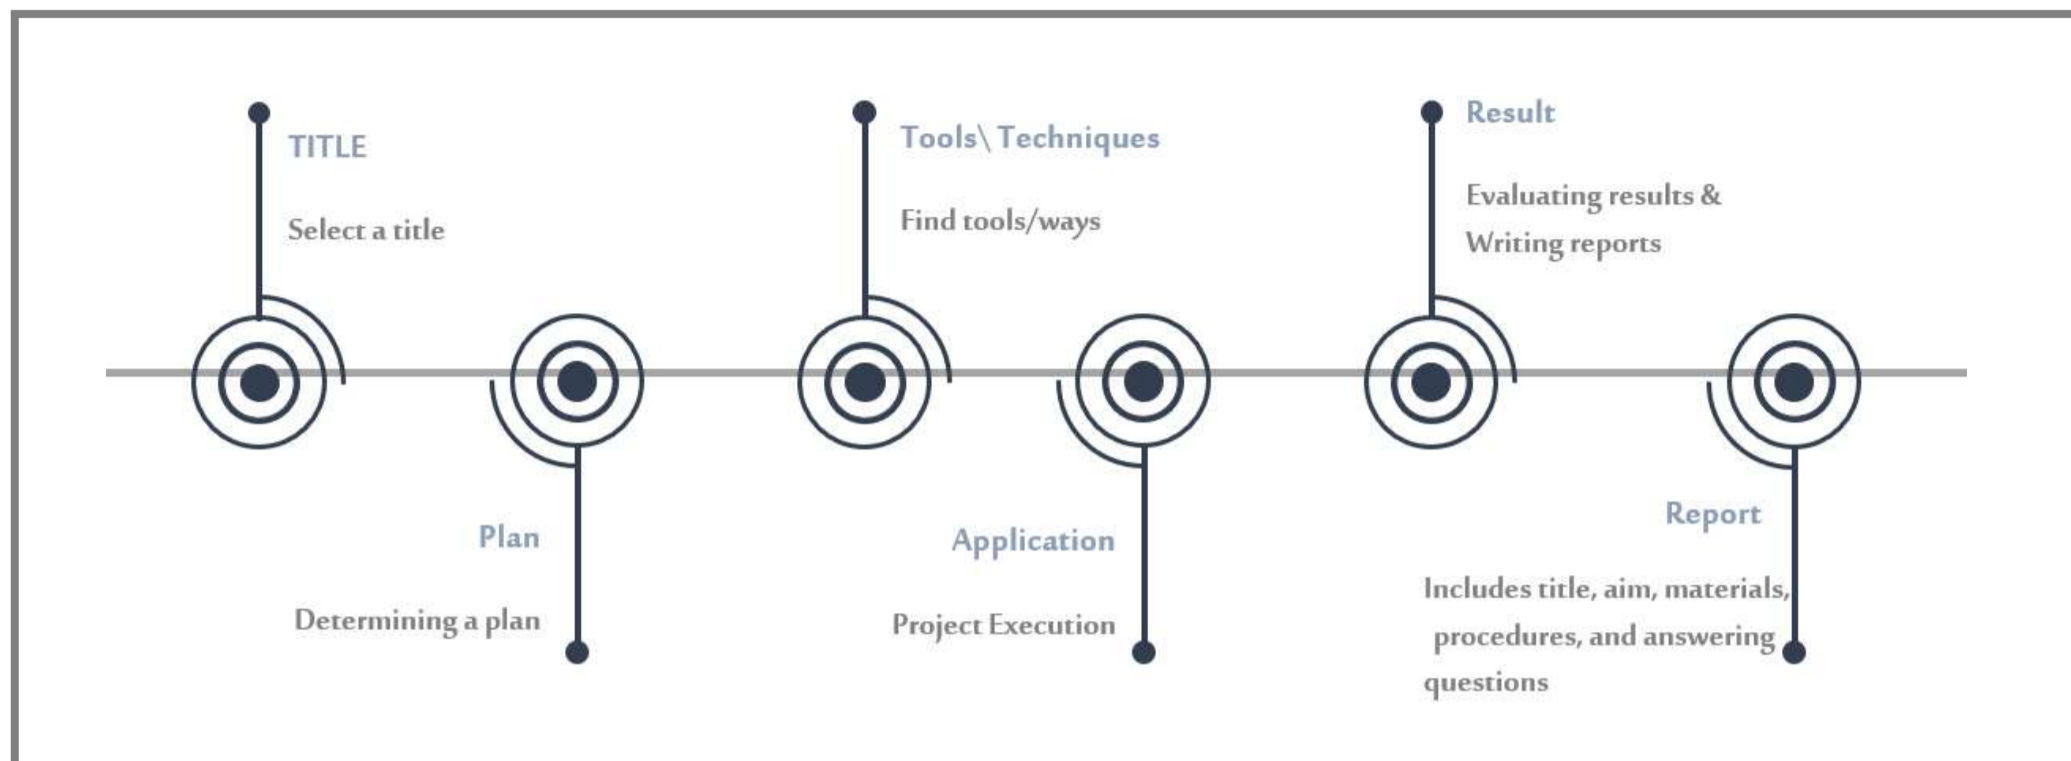 TITLE
Select a title
Plan
Determining a plan
Tools\ Techniques
Find tools/ways
Application
Project Execution
Result
Evaluating results &
Writing reports
Report
Includes title, aim, materials,
procedures, and answering
questions